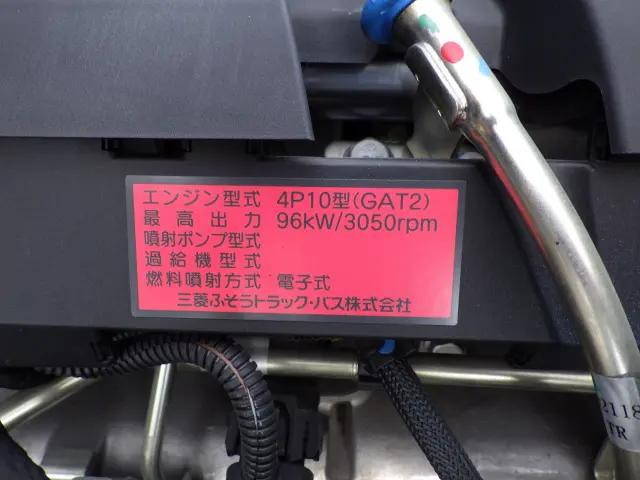 エンジン型式 4P10型(GAT2)
最高出力 96kW/3050rpm
噴射ポンプ型式
過給機型式
燃料噴射方式 電子式
三菱ふそうトラック・バス株式会社
2118
TR